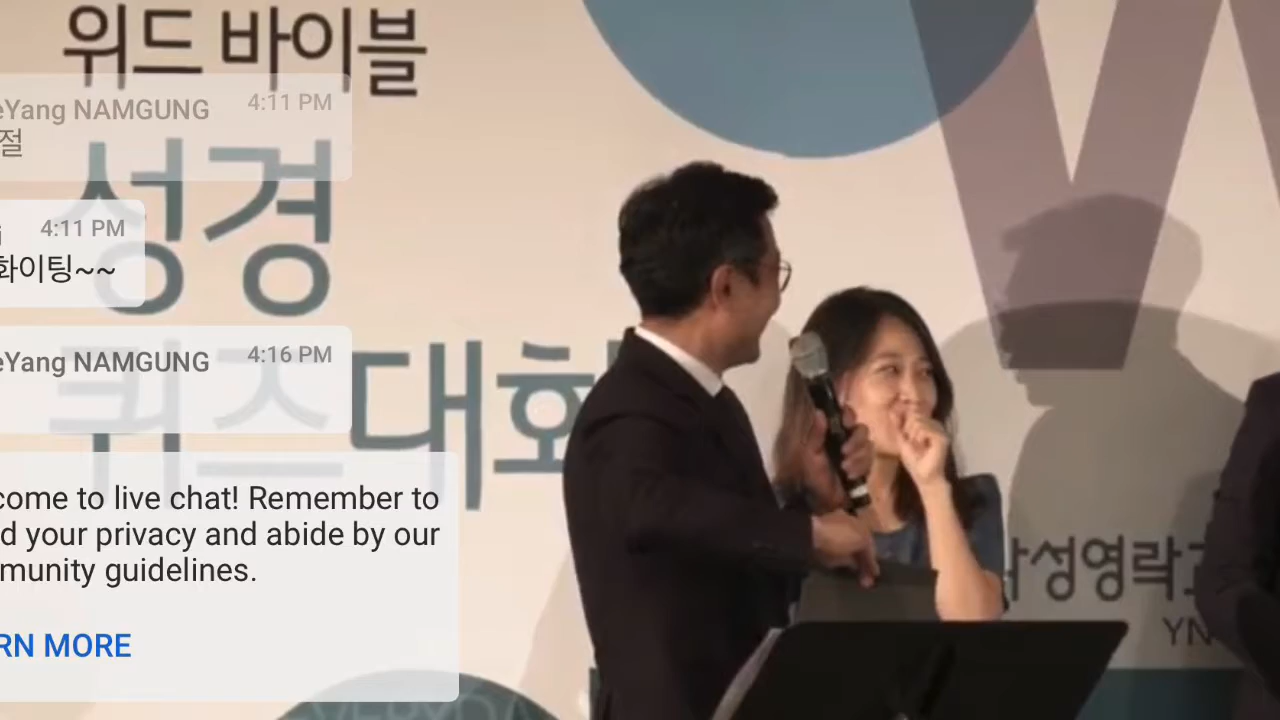 위드 바이블
eYang NAMGUNG 4:11 PM
절
성경
i 4:11 PM
화이팅~~
eYang NAMGUNG 4:16 PM
퀴즈대회
come to live chat! Remember to
d your privacy and abide by our
munity guidelines.
RN MORE
성영락교
YN